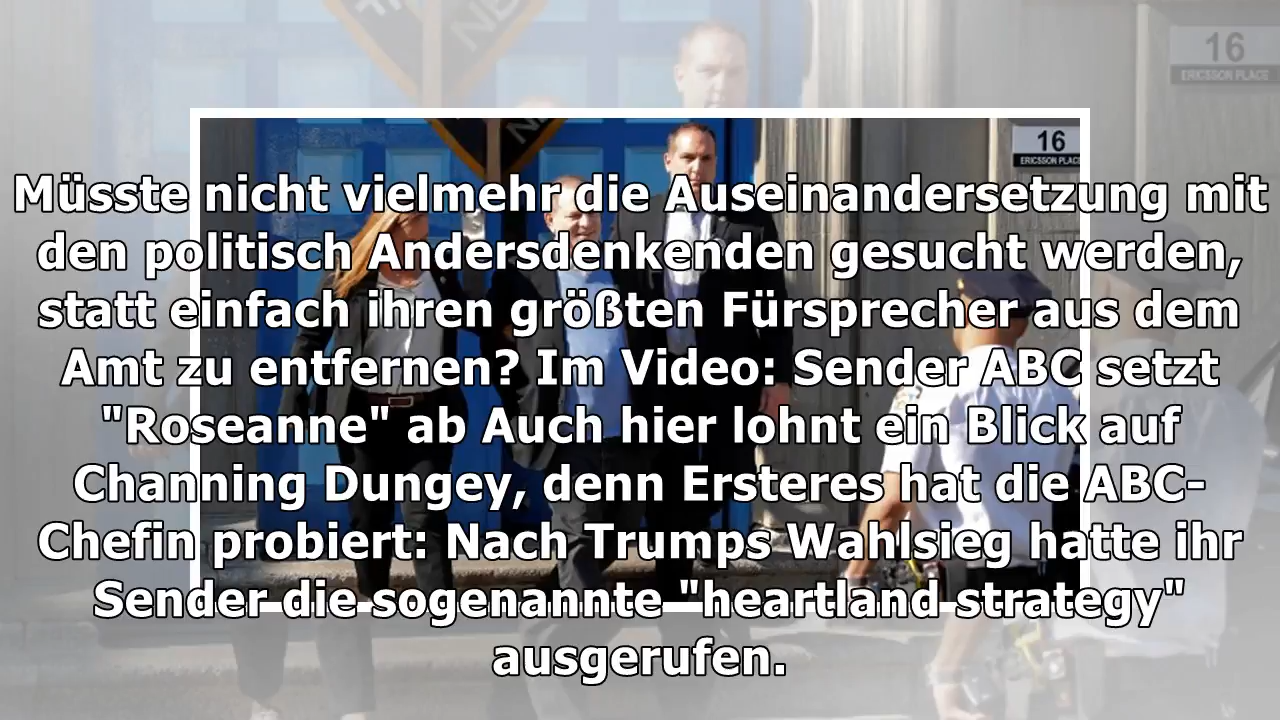 16
ERICSSON PLACE
16
ERICSSON PLACE
Müsste nicht vielmehr die Auseinandersetzung mit
den politisch Andersdenkenden gesucht werden,
statt einfach ihren größten Fürsprecher aus dem
Amt zu entfernen? Im Video: Sender ABC setzt
"Roseanne" ab Auch hier lohnt ein Blick auf
Channing Dungey, denn Ersteres hat die ABC-
Chefin probiert: Nach Trumps Wahlsieg hatte ihr
Sender die sogenannte "heartland strategy"
ausgerufen.